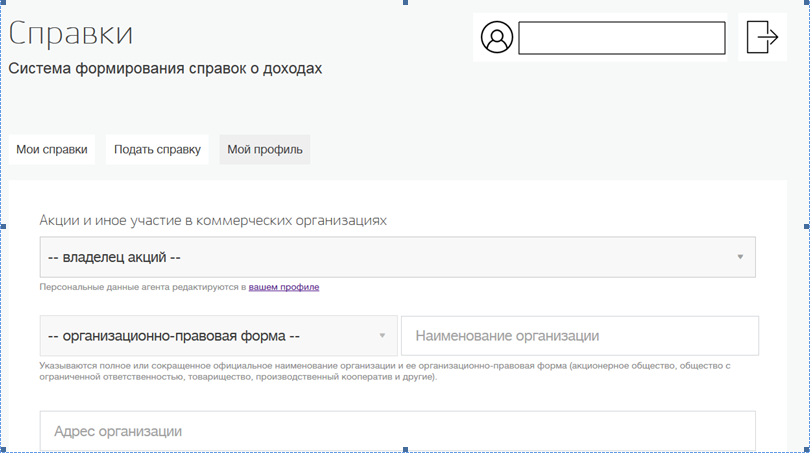 Справки
Система формирования справок о доходах
Мои справки Подать справку Мой профиль
Акции и иное участие в коммерческих организациях
-- владелец акций --
Персональные данные агента редактируются в вашем профиле
-- организационно-правовая форма -- Наименование организации
Указываются полное или сокращенное официальное наименование организации и ее организационно-правовая форма (акционерное общество, общество с
ограниченной ответственностью, товарищество, производственный кооператив и другие).
Адрес организации